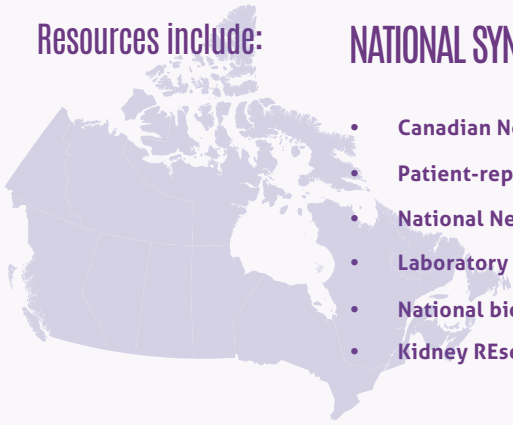 Resources include:
NATIONAL SYN
• Canadian Ne
• Patient-rep
• National Ne
• Laboratory
• National bio
• Kidney REse